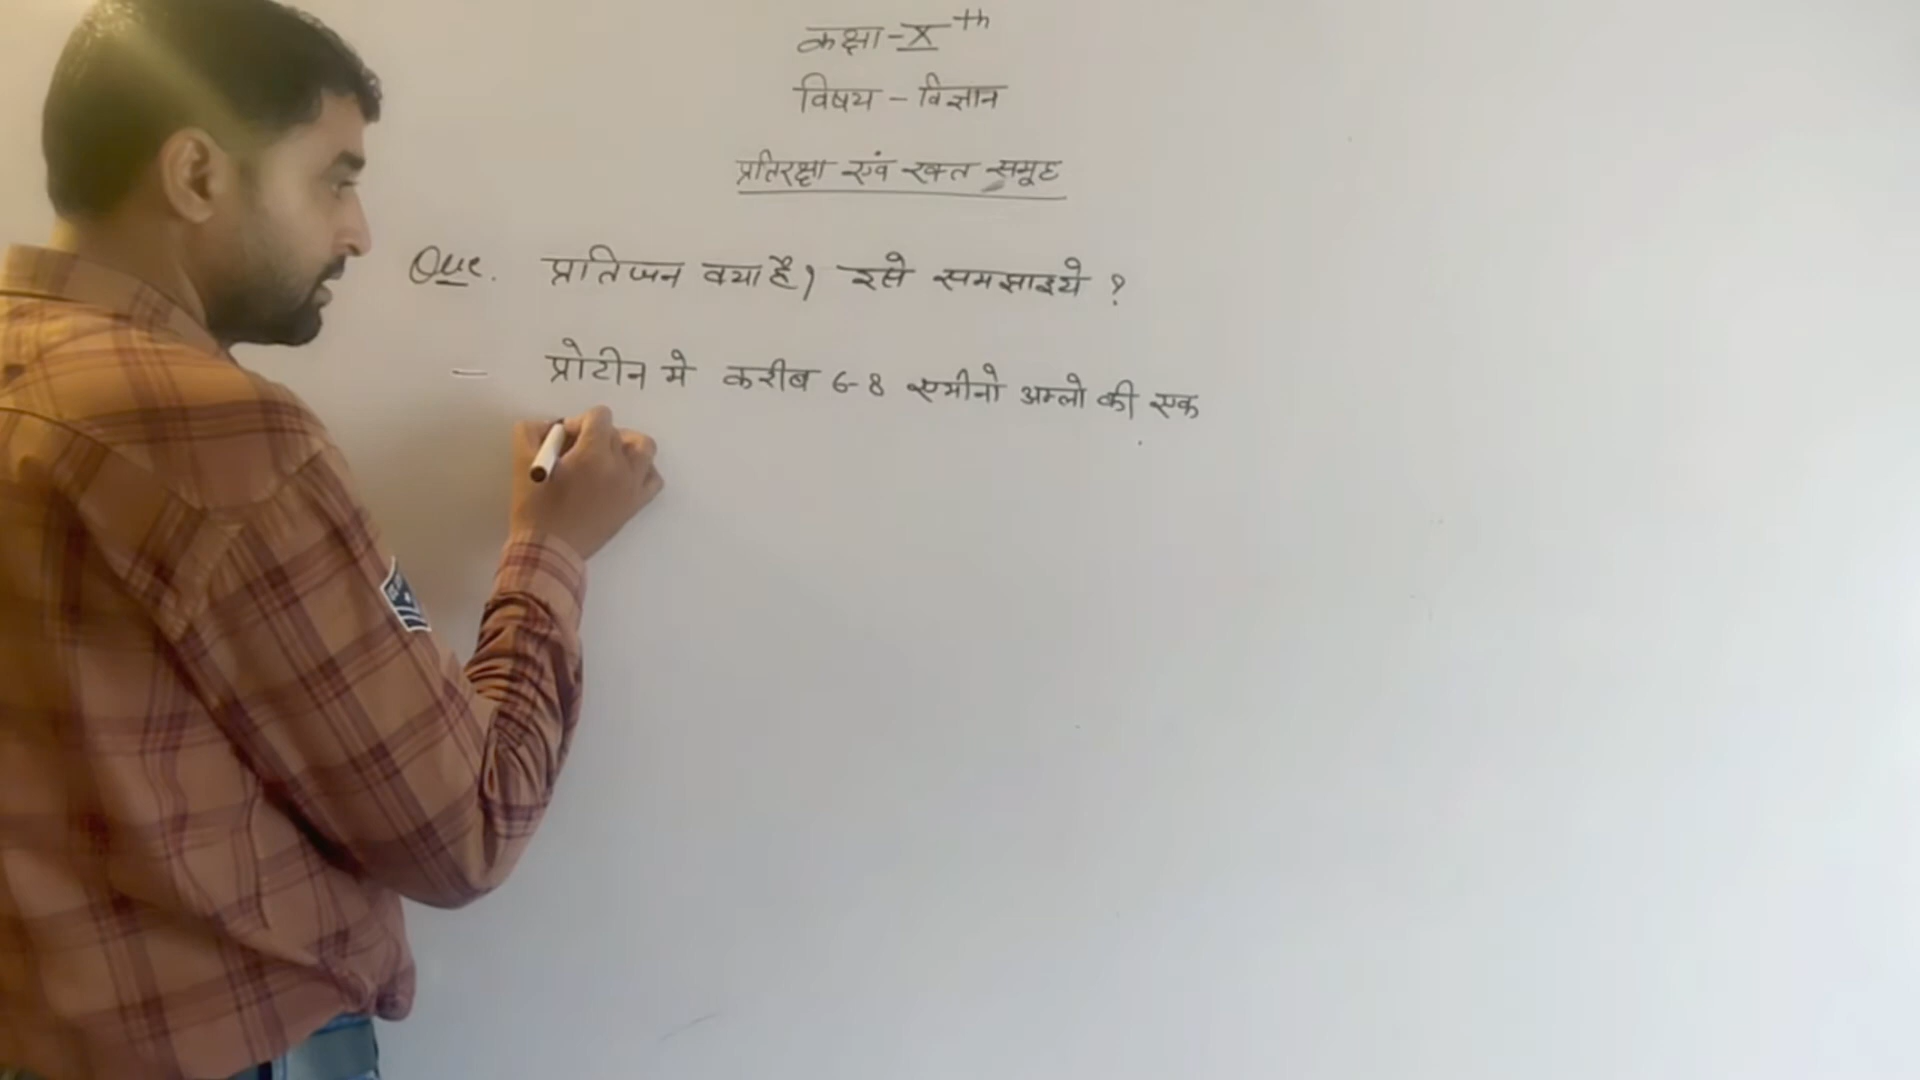 कक्षा - X th
विषय - विज्ञान
प्रतिरक्षा एवं रक्त समूह
Que. प्रतिजन क्या है, इसे समझाइये ?
- प्रोटीन मे करीब 6-8 एमीनो अम्लो की एक